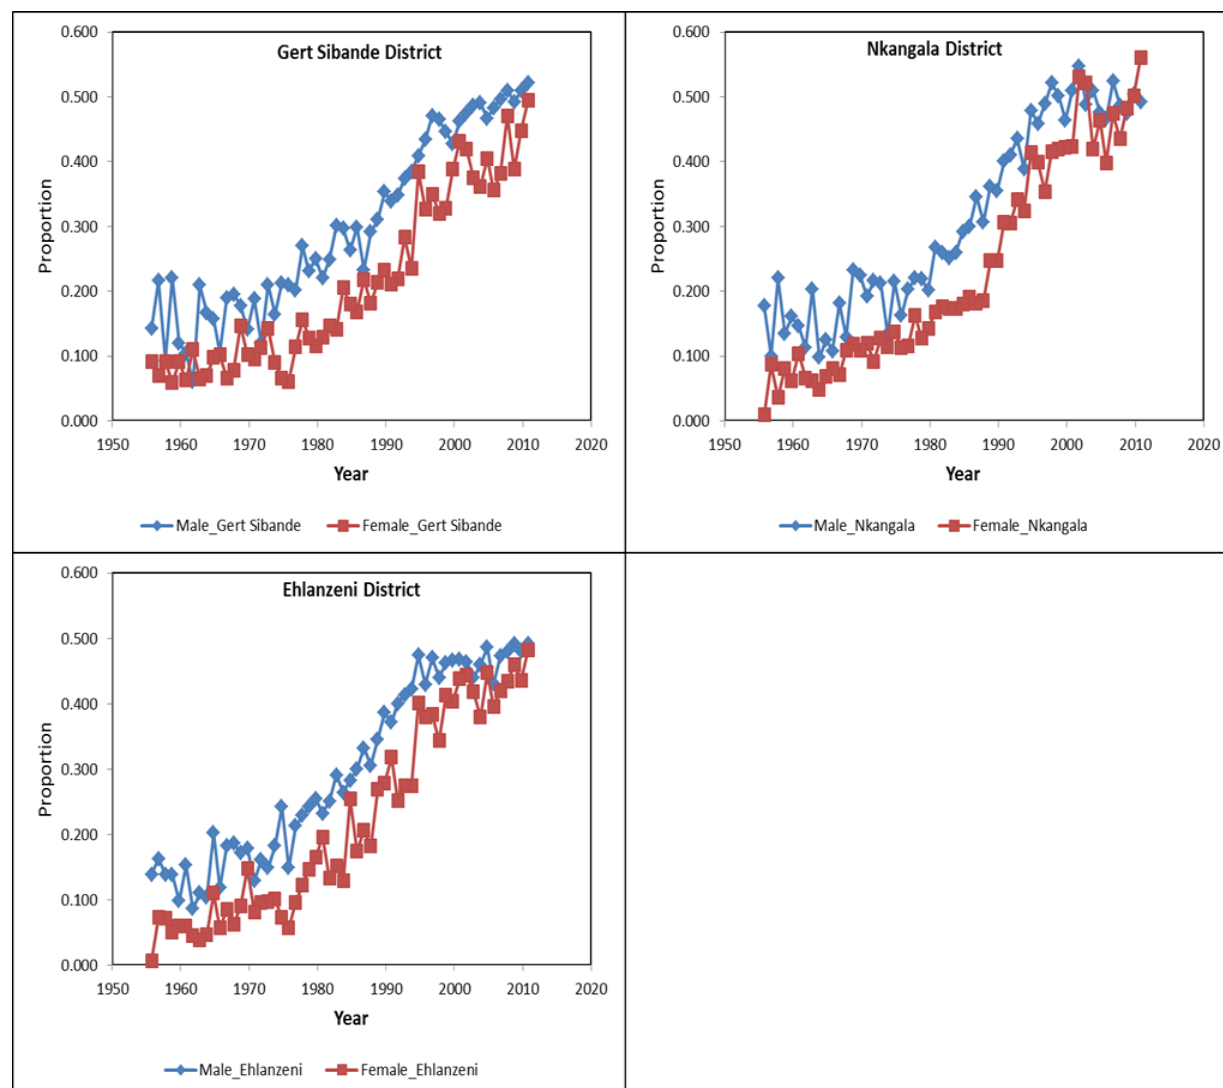 Gert Sibande District
0.600
0.500
0.400
0.300
0.200
0.100
0.000
Proportion
1950 1960 1970 1980 1990 2000 2010 2020
Year
Male_Gert Sibande Female_Gert Sibande
Nkangala District
0.600
0.500
0.400
0.300
0.200
0.100
0.000
Proportion
1950 1960 1970 1980 1990 2000 2010 2020
Year
Male_Nkangala Female_Nkangala
Ehlanzeni District
0.600
0.500
0.400
0.300
0.200
0.100
0.000
Proportion
1950 1960 1970 1980 1990 2000 2010 2020
Year
Male_Ehlanzeni Female_Ehlanzeni